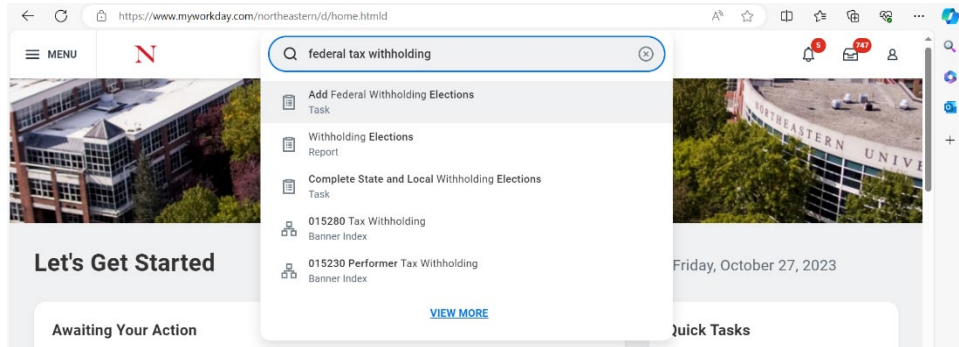 https://www.myworkday.com/northeastern/d/home.htmld
MENU
N
federal tax withholding
5
747
Add Federal Withholding Elections
Task
Withholding Elections
Report
Complete State and Local Withholding Elections
Task
015280 Tax Withholding
Banner Index
015230 Performer Tax Withholding
Banner Index
VIEW MORE
NORTHEASTERN UNIVE
Let's Get Started
Friday, October 27, 2023
Awaiting Your Action
Quick Tasks